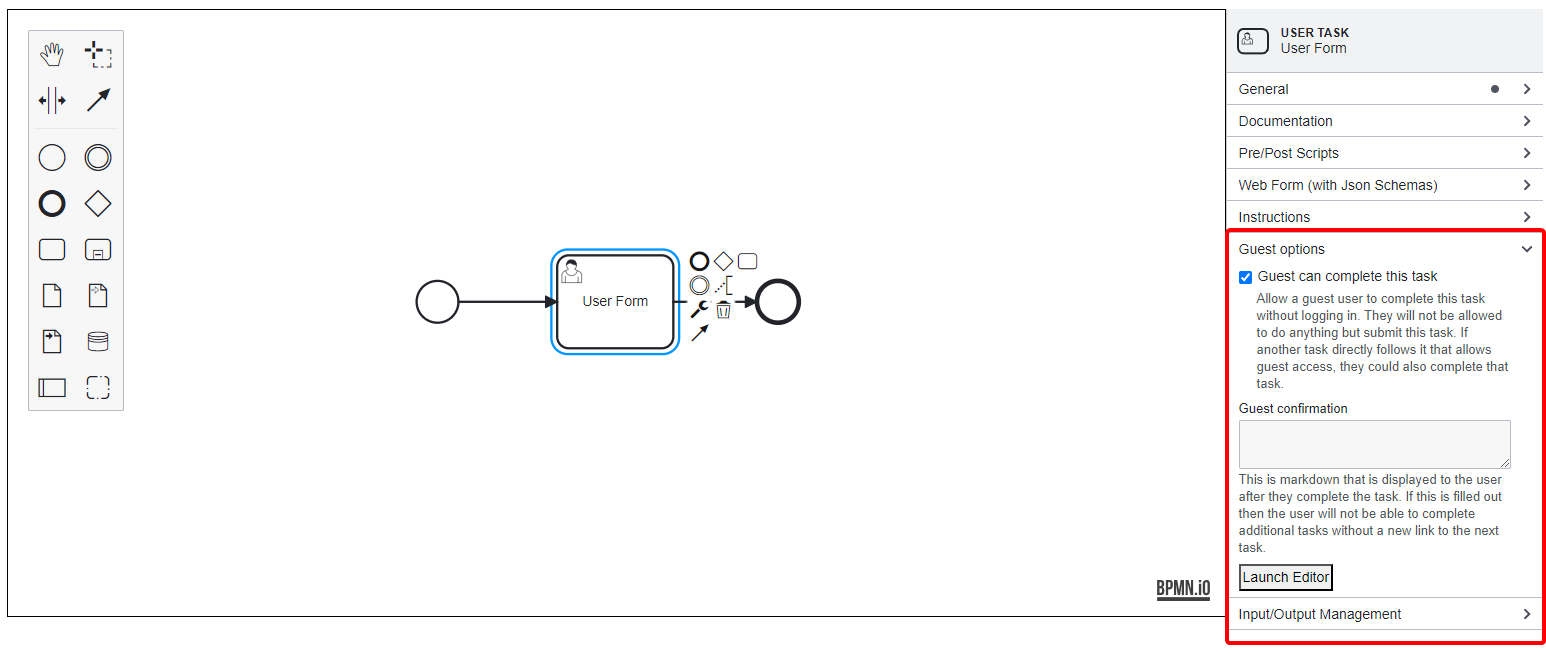 USER TASK
User Form
General
Documentation
Pre/Post Scripts
Web Form (with Json Schemas)
Instructions
Guest options
Guest can complete this task
Allow a guest user to complete this task
without logging in. They will not be allowed
to do anything but submit this task. If
another task directly follows it that allows
guest access, they could also complete that
task.
Guest confirmation
This is markdown that is displayed to the user
after they complete the task. If this is filled out
then the user will not be able to complete
additional tasks without a new link to the next
task.
Launch Editor
Input/Output Management
User Form
BPMN.iO